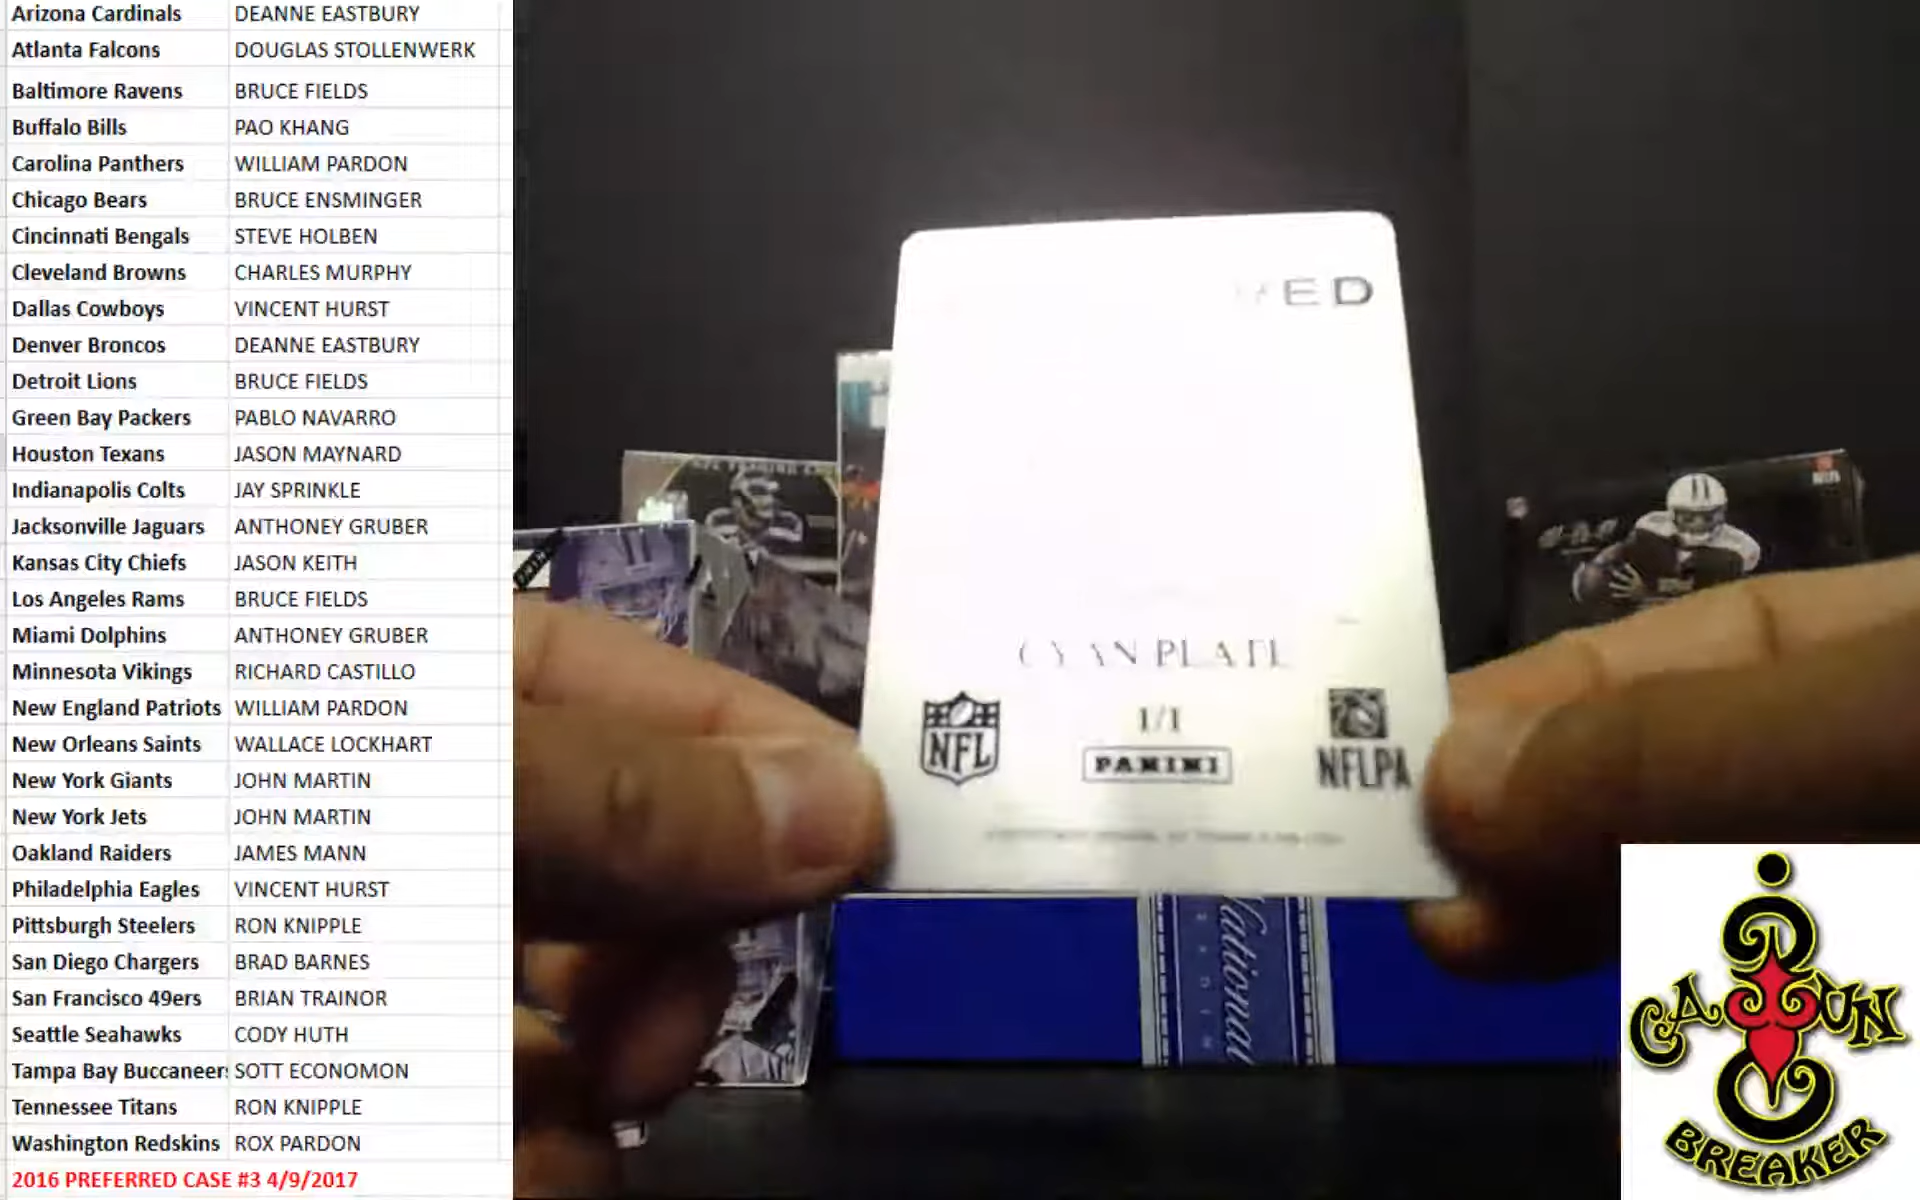 Arizona Cardinals DEANNE EASTBURY
Atlanta Falcons DOUGLAS STOLLENWERK
Baltimore Ravens BRUCE FIELDS
Buffalo Bills PAO KHANG
Carolina Panthers WILLIAM PARDON
Chicago Bears BRUCE ENSMINGER
Cincinnati Bengals STEVE HOLBEN
Cleveland Browns CHARLES MURPHY
Dallas Cowboys VINCENT HURST
Denver Broncos DEANNE EASTBURY
Detroit Lions BRUCE FIELDS
Green Bay Packers PABLO NAVARRO
Houston Texans JASON MAYNARD
Indianapolis Colts JAY SPRINKLE
Jacksonville Jaguars ANTHONEY GRUBER
Kansas City Chiefs JASON KEITH
Los Angeles Rams BRUCE FIELDS
Miami Dolphins ANTHONEY GRUBER
Minnesota Vikings RICHARD CASTILLO
New England Patriots WILLIAM PARDON
New Orleans Saints WALLACE LOCKHART
New York Giants JOHN MARTIN
New York Jets JOHN MARTIN
Oakland Raiders JAMES MANN
Philadelphia Eagles VINCENT HURST
Pittsburgh Steelers RON KNIPPLE
San Diego Chargers BRAD BARNES
San Francisco 49ers BRIAN TRAINOR
Seattle Seahawks CODY HUTH
Tampa Bay Buccaneer SOTT ECONOMON
Tennessee Titans RON KNIPPLE
Washington Redskins ROX PARDON
2016 PREFERRED CASE #3 4/9/2017
ED
CYAN PLATE
NFL
1/1
PANINI
NFLPA
CAJUN
BREAKER